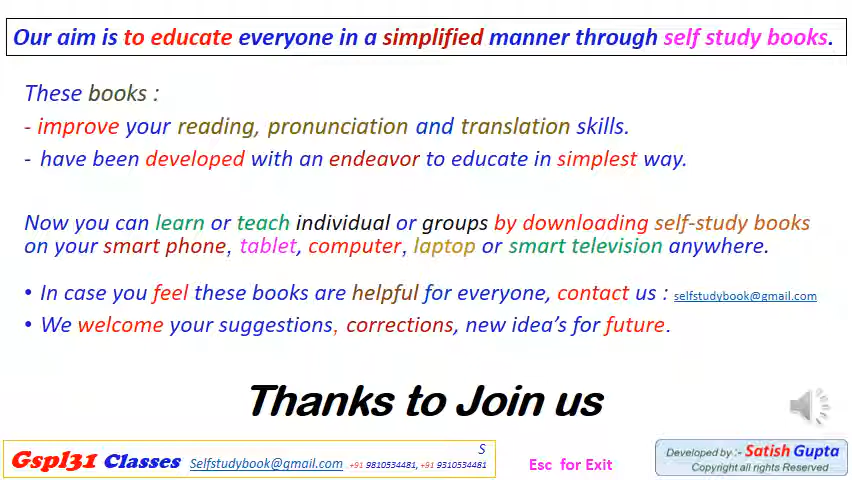 Our aim is to educate everyone in a simplified manner through self study books.
These books :
- improve your reading, pronunciation and translation skills.
- have been developed with an endeavor to educate in simplest way.
Now you can learn or teach individual or groups by downloading self-study books
on your smart phone, tablet, computer, laptop or smart television anywhere.
• In case you feel these books are helpful for everyone, contact us : selfstudybook@gmail.com
• We welcome your suggestions, corrections, new idea’s for future.
Thanks to Join us
S
Gspl31 Classes Selfstudybook@gmail.com .+91 9810534481, +91 9310534481
Esc for Exit
Developed by :- Satish Gupta
Copyright all rights Reserved